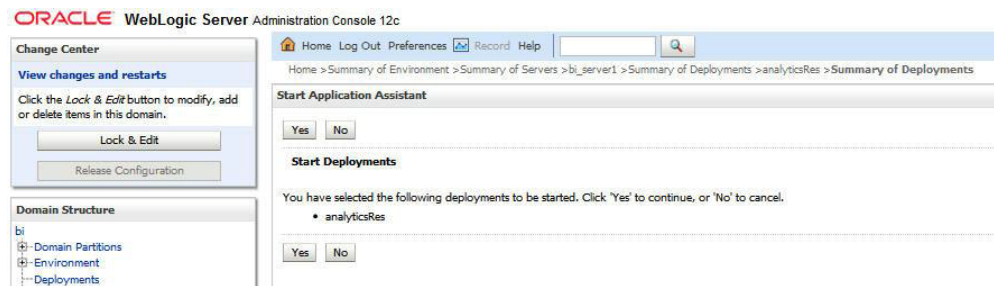 ORACLE WebLogic Server Administration Console 12c
Change Center
View changes and restarts
Click the Lock & Edit button to modify, add
or delete items in this domain.
Lock & Edit
Release Configuration
Domain Structure
bi
Domain Partitions
Environment
Deployments
Home Log Out Preferences Record Help
Home >Summary of Environment >Summary of Servers >bi_server1 >Summary of Deployments >analyticsRes >Summary of Deployments
Start Application Assistant
Yes No
Start Deployments
You have selected the following deployments to be started. Click 'Yes' to continue, or 'No' to cancel.
• analyticsRes
Yes No